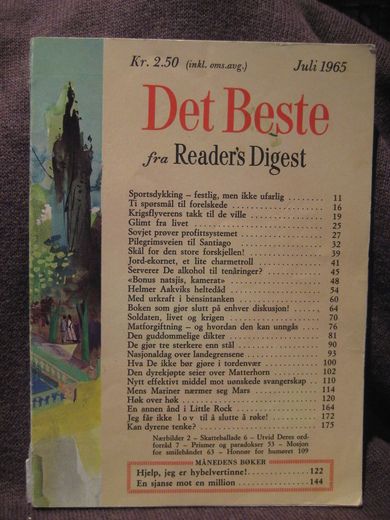 Kr. 2.50 (inkl. oms.avg.) Juli 1965
Det Beste
fra Reader's Digest
Sportsdykking – festlig, men ikke ufarlig ........ 11
Ti spørsmål til forelskede ........ 16
Krigsflyverens takk til de ville ........ 19
Glimt fra livet ........ 25
Sovjet prøver profittsystemet ........ 27
Pilegrimsveien til Santiago ........ 32
Skål for den store forskjellen! ........ 39
Jord-ekornet, et lite charmetroll ........ 41
Serverer De alkohol til tenåringer? ........ 45
«Bonus natsjis, kamerat» ........ 48
Helmer Aakviks heltedåd ........ 54
Med urkraft i bensintanken ........ 60
Boken som gjør slutt på enhver diskusjon! ........ 64
Soldaten, livet og krigen ........ 70
Matforgiftning – og hvordan den kan unngås ........ 76
Den guddommelige dikter ........ 81
De gjør tre sterkere enn stål ........ 90
Nasjonaldag over landegrensene ........ 93
Hva De ikke bør gjøre i tordenvær ........ 100
Den dyrekjøpte seier over Matterhorn ........ 102
Nytt effektivt middel mot uønskede svangerskap ........ 110
Mens Mariner nærmer seg Mars ........ 114
Høk over høk ........ 120
En annen ånd i Little Rock ........ 164
Jeg får ikke lov til å slutte å røke! ........ 172
Kan dyrene tenke? ........ 175
Nærbilder 2 – Skatteballade 6 – Utvid Deres ord-
forråd 7 – Prismer og paradokser 53 – Mosjon
for smilebåndet 63 – Honnør for humøret 109
MÅNEDENS BØKER
Hjelp, jeg er hybelvertinne! ........ 122
En sjanse mot en million ........ 144